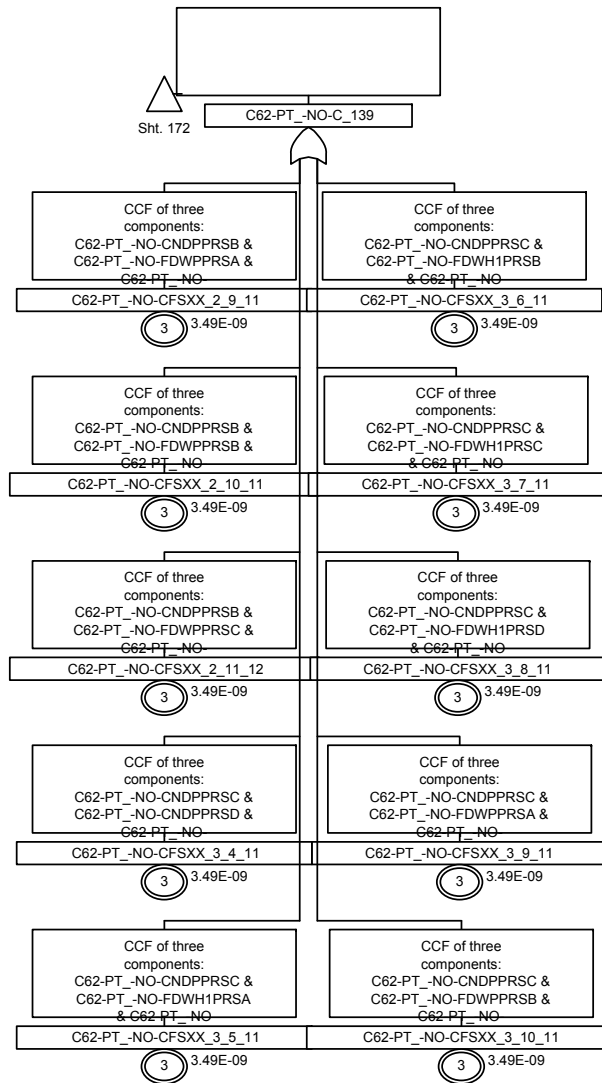 Sht. 172
C62-PT_-NO-C_139
CCF of three
components:
C62-PT_-NO-CNDPPRSB &
C62-PT_-NO-FDWPPRSA &
C62-PT_-NO-
C62-PT_-NO-CFSXX_2_9_11
3
3.49E-09
CCF of three
components:
C62-PT_-NO-CNDPPRSC &
C62-PT_-NO-FDWH1PRSB
& C62-PT_-NO
C62-PT_-NO-CFSXX_3_6_11
3
3.49E-09
CCF of three
components:
C62-PT_-NO-CNDPPRSB &
C62-PT_-NO-FDWPPRSB &
C62-PT_-NO-
C62-PT_-NO-CFSXX_2_10_11
3
3.49E-09
CCF of three
components:
C62-PT_-NO-CNDPPRSC &
C62-PT_-NO-FDWH1PRSC
& C62-PT_-NO
C62-PT_-NO-CFSXX_3_7_11
3
3.49E-09
CCF of three
components:
C62-PT_-NO-CNDPPRSB &
C62-PT_-NO-FDWPPRSC &
C62-PT_-NO-
C62-PT_-NO-CFSXX_2_11_12
3
3.49E-09
CCF of three
components:
C62-PT_-NO-CNDPPRSC &
C62-PT_-NO-FDWH1PRSD
& C62-PT_-NO
C62-PT_-NO-CFSXX_3_8_11
3
3.49E-09
CCF of three
components:
C62-PT_-NO-CNDPPRSC &
C62-PT_-NO-CNDPPRSD &
C62-PT_-NO-
C62-PT_-NO-CFSXX_3_4_11
3
3.49E-09
CCF of three
components:
C62-PT_-NO-CNDPPRSC &
C62-PT_-NO-FDWPPRSA &
C62-PT_-NO-
C62-PT_-NO-CFSXX_3_9_11
3
3.49E-09
CCF of three
components:
C62-PT_-NO-CNDPPRSC &
C62-PT_-NO-FDWH1PRSA
& C62-PT_-NO
C62-PT_-NO-CFSXX_3_5_11
3
3.49E-09
CCF of three
components:
C62-PT_-NO-CNDPPRSC &
C62-PT_-NO-FDWPPRSB &
C62-PT_-NO-
C62-PT_-NO-CFSXX_3_10_11
3
3.49E-09